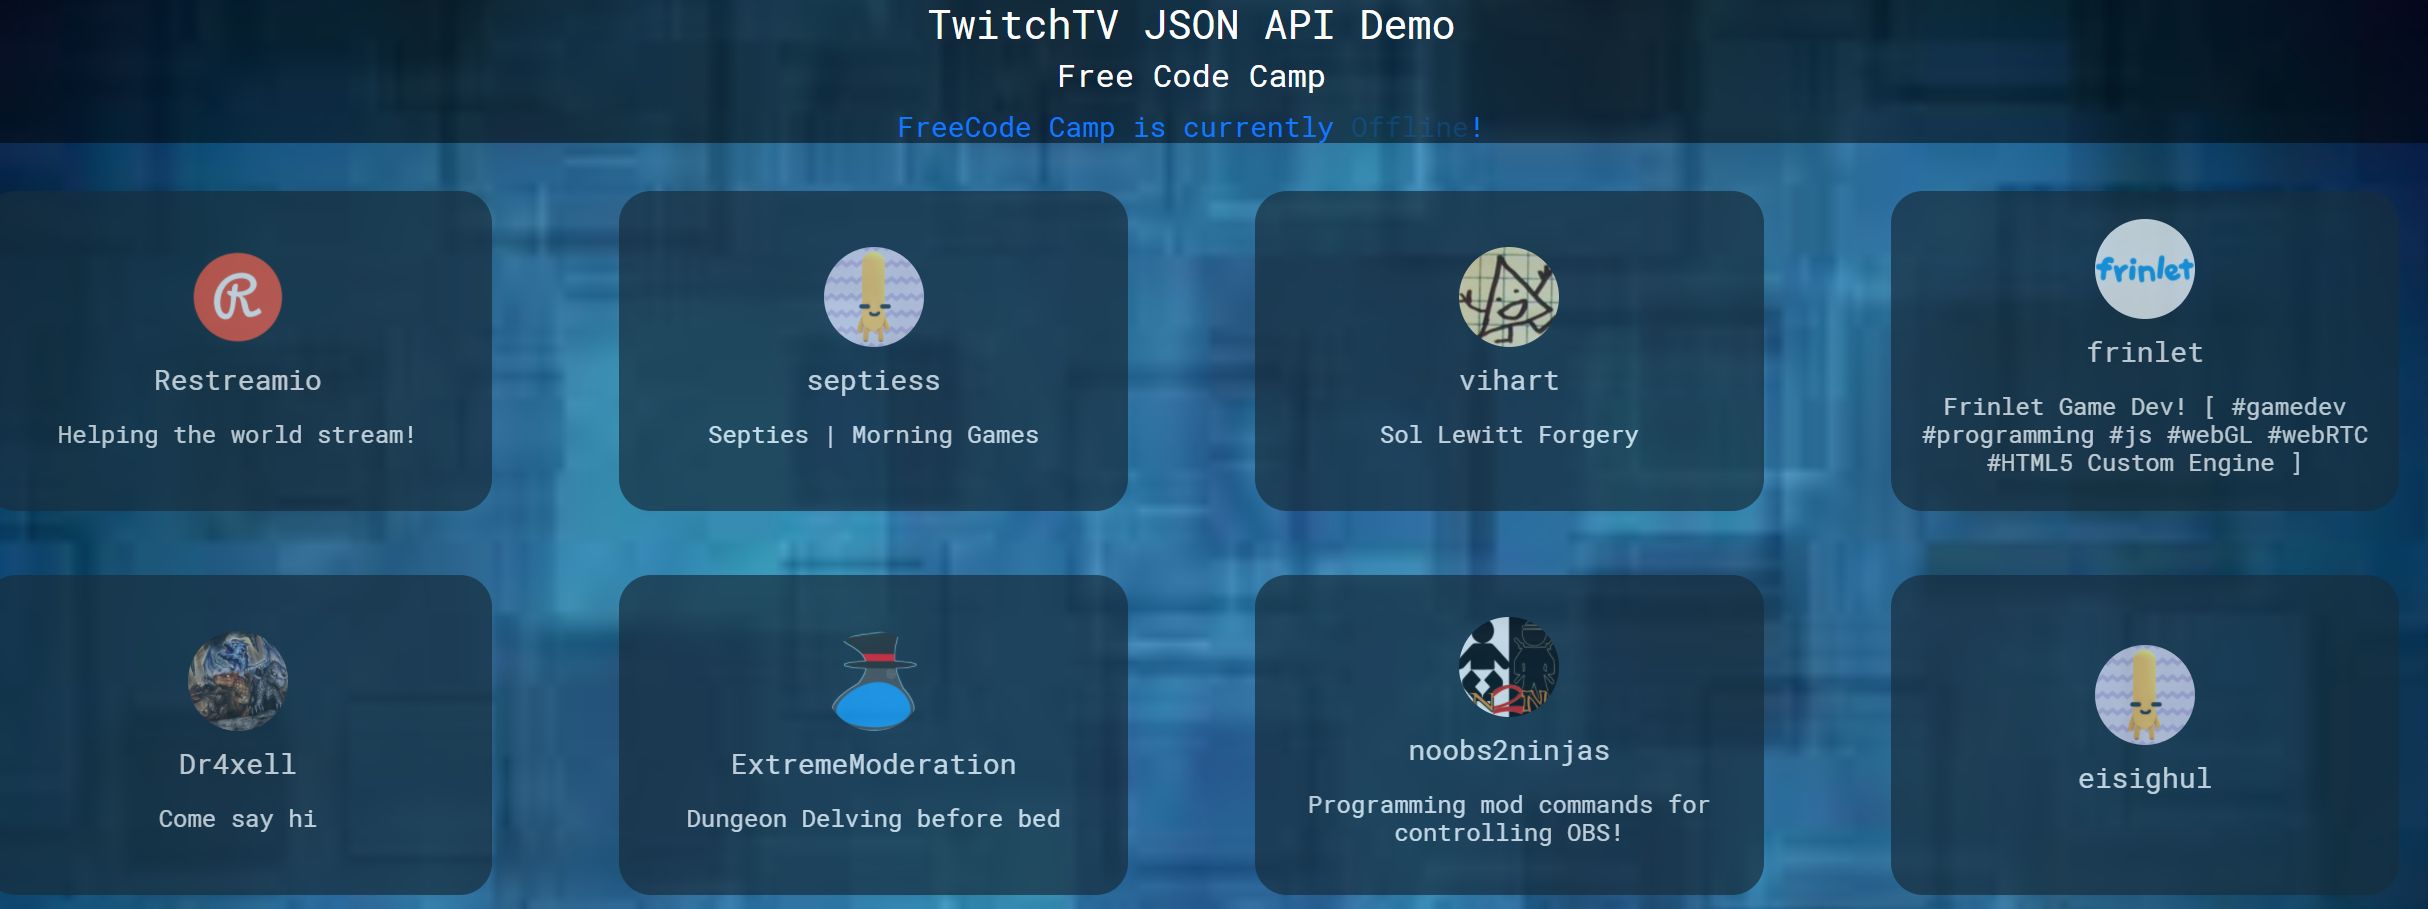 TwitchTV JSON API Demo
Free Code Camp
FreeCode Camp is currently Offline!
Restreamio
Helping the world stream!
septiess
Septies | Morning Games
vihart
Sol Lewitt Forgery
frinlet
frinlet
Frinlet Game Dev! [ #gamedev
#programming #js #webGL #webRTC
#HTML5 Custom Engine ]
Dr4xell
Come say hi
ExtremeModeration
Dungeon Delving before bed
N2N
noobs2ninjas
Programming mod commands for
controlling OBS!
eisighul